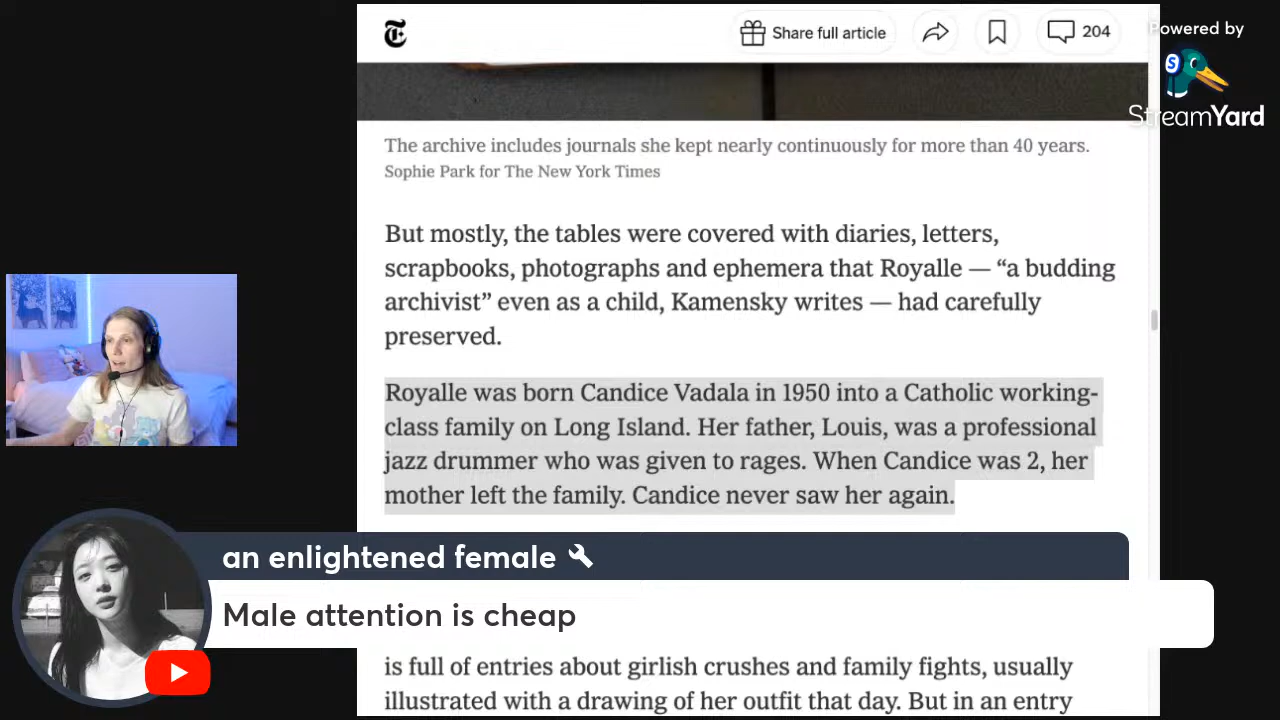 Share full article
204
Powered by
StreamYard
The archive includes journals she kept nearly continuously for more than 40 years.
Sophie Park for The New York Times
But mostly, the tables were covered with diaries, letters,
scrapbooks, photographs and ephemera that Royalle — “a budding
archivist” even as a child, Kamensky writes — had carefully
preserved.
Royalle was born Candice Vadala in 1950 into a Catholic working-
class family on Long Island. Her father, Louis, was a professional
jazz drummer who was given to rages. When Candice was 2, her
mother left the family. Candice never saw her again.
an enlightened female
Male attention is cheap
is full of entries about girlish crushes and family fights, usually
illustrated with a drawing of her outfit that day. But in an entry